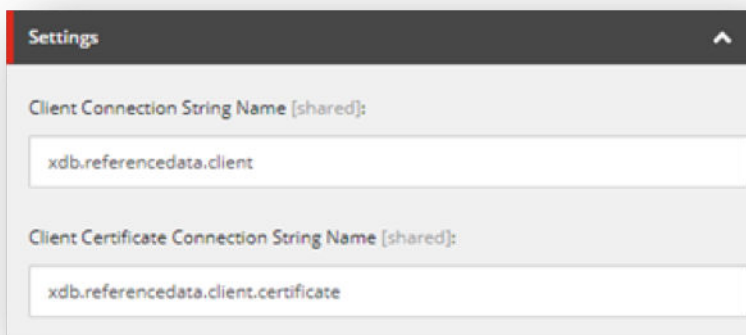 Settings
Client Connection String Name [shared]:
xdb.referencedata.client
Client Certificate Connection String Name [shared]:
xdb.referencedata.client.certificate